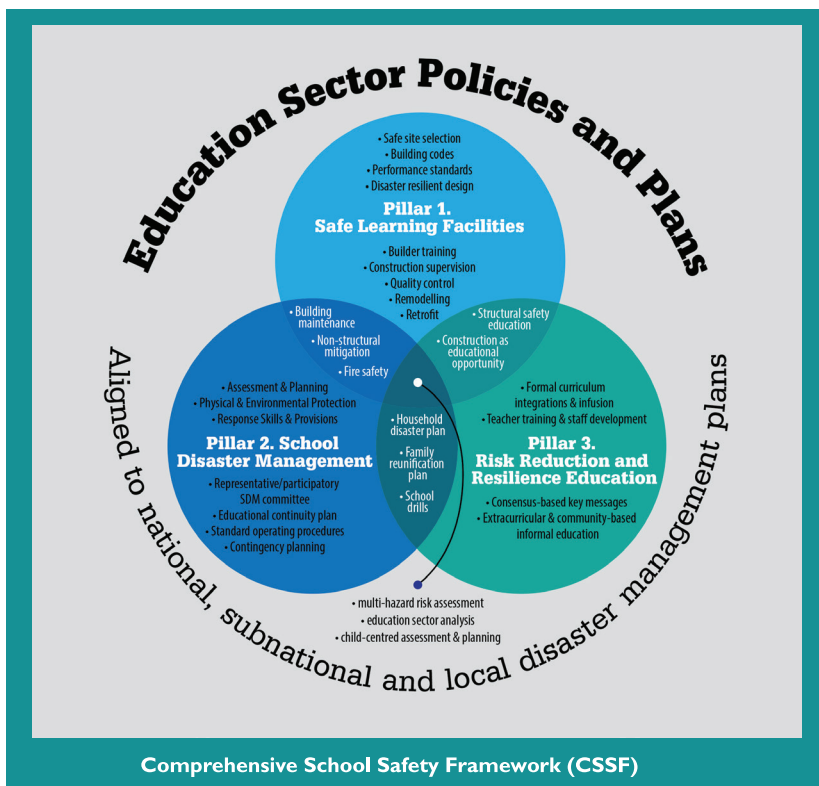 Education Sector Policies and Plans
• Safe site selection
• Building codes
• Performance standards
• Disaster resilient design
Pillar 1.
Safe Learning Facilities
• Builder training
• Construction supervision
• Quality control
• Remodelling
• Retrofit
• Building
maintenance
• Non-structural
mitigation
• Fire safety
• Structural safety
education
• Construction as
educational
opportunity
• Assessment & Planning
• Physical & Environmental Protection
• Response Skills & Provisions
Pillar 2. School
Disaster Management
• Representative/participatory
SDM committee
• Educational continuity plan
• Standard operating procedures
• Contingency planning
• Household
disaster plan
• Family
reunification
plan
• School
drills
• Formal curriculum
integrations & infusion
• Teacher training & staff development
Pillar 3.
Risk Reduction and
Resilience Education
• Consensus-based key messages
• Extracurricular & community-based
informal education
• multi-hazard risk assessment
• education sector analysis
• child-centred assessment & planning
Aligned to national, subnational and local disaster management plans
Comprehensive School Safety Framework (CSSF)